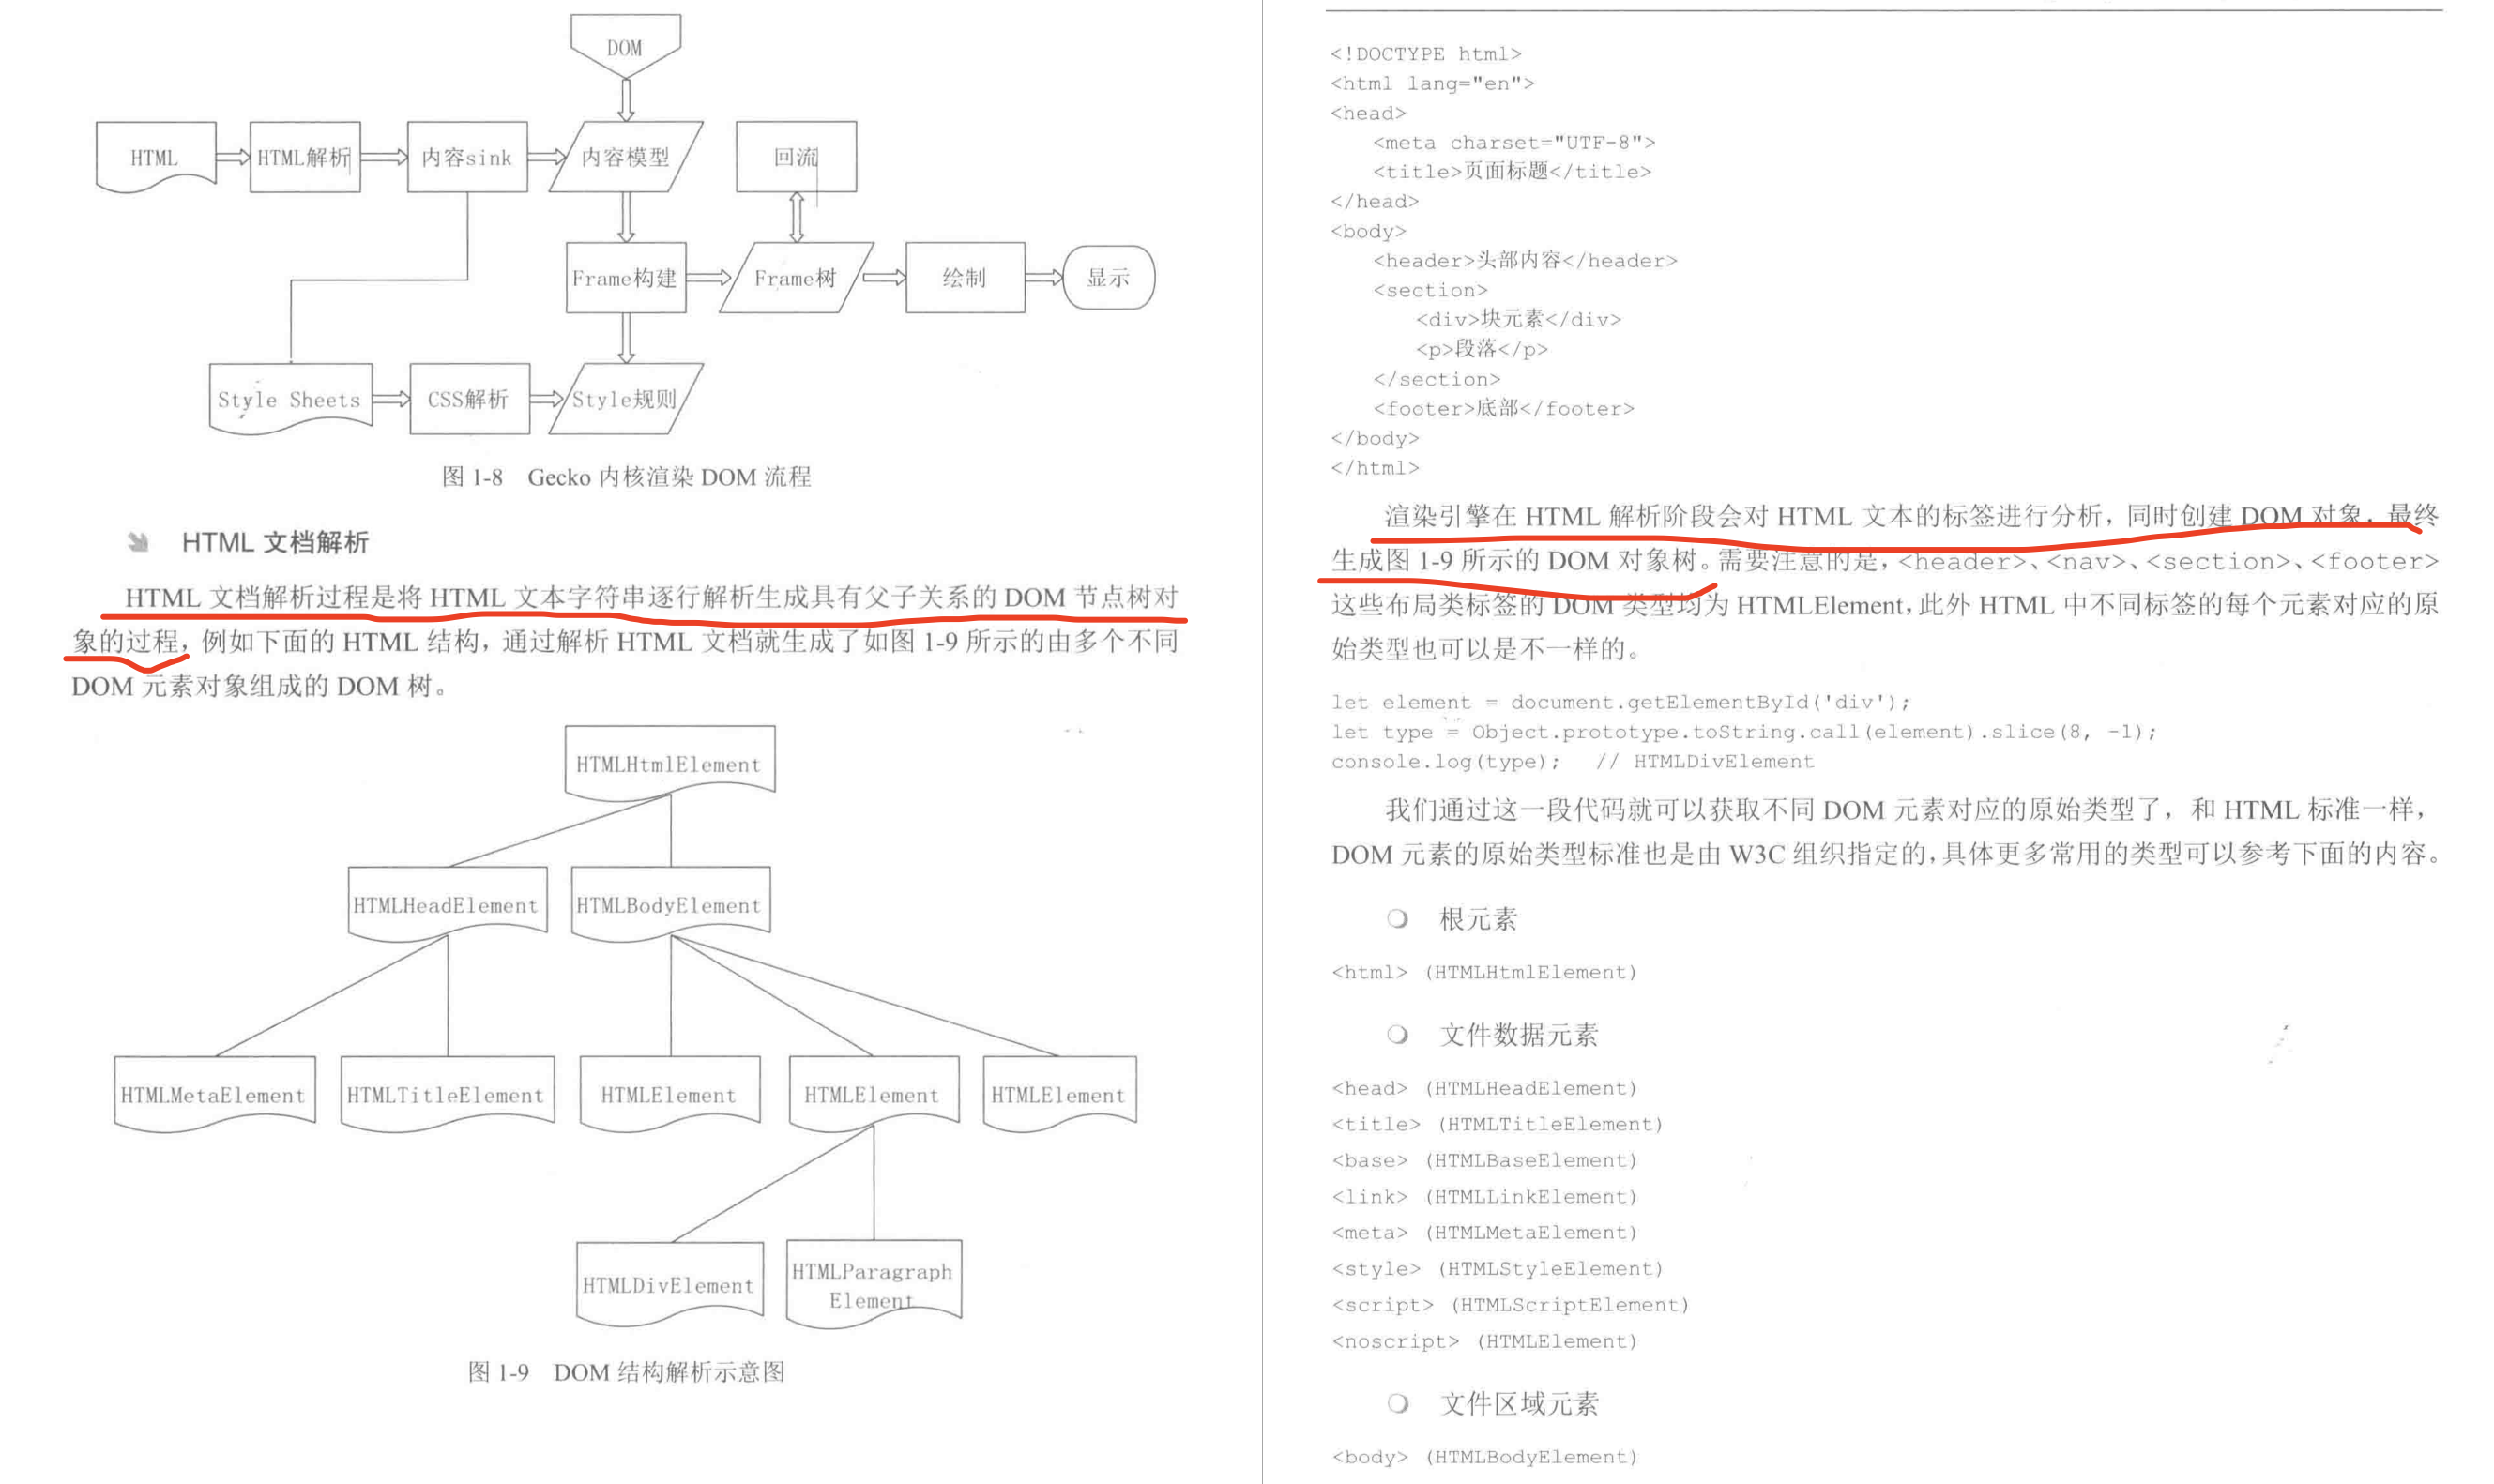 DOM
HTML
HTML解析
内容sink
内容模型
回流
Frame构建
Frame树
绘制
显示
Style Sheets
CSS解析
Style规则
图 1-8 Gecko 内核渲染 DOM 流程
HTML 文档解析
HTML 文档解析过程是将 HTML 文本字符串逐行解析生成具有父子关系的 DOM 节点树对
象的过程，例如下面的 HTML 结构，通过解析 HTML 文档就生成了如图 1-9 所示的由多个不同
DOM 元素对象组成的 DOM 树。
HTMLHtmlElement
HTMLHeadElement
HTMLBodyElement
HTMLMetaElement
HTMLTitleElement
HTMLElement
HTMLElement
HTMLElement
HTMLDivElement
HTMLParagraph
Element
图 1-9 DOM 结构解析示意图
<!DOCTYPE html>
<html lang="en">
<head>
<meta charset="UTF-8">
<title>页面标题</title>
</head>
<body>
<header>头部内容</header>
<section>
<div>块元素</div>
<p>段落</p>
</section>
<footer>底部</footer>
</body>
</html>
渲染引擎在 HTML 解析阶段会对 HTML 文本的标签进行分析，同时创建 DOM 对象，最终
生成图 1-9 所示的 DOM 对象树。需要注意的是，<header>、<nav>、<section>、<footer>
这些布局类标签的 DOM 类型均为 HTMLElement，此外 HTML 中不同标签的每个元素对应的原
始类型也可以是不一样的。
let element = document.getElementById('div');
let type = Object.prototype.toString.call(element).slice(8, -1);
console.log(type); // HTMLDivElement
我们通过这一段代码就可以获取不同 DOM 元素对应的原始类型了，和 HTML 标准一样，
DOM 元素的原始类型标准也是由 W3C 组织指定的，具体更多常用的类型可以参考下面的内容。
根元素
<html> (HTMLHtmlElement)
文件数据元素
<head> (HTMLHeadElement)
<title> (HTMLTitleElement)
<base> (HTMLBaseElement)
<link> (HTMLLinkElement)
<meta> (HTMLMetaElement)
<style> (HTMLStyleElement)
<script> (HTMLScriptElement)
<noscript> (HTMLElement)
文件区域元素
<body> (HTMLBodyElement)